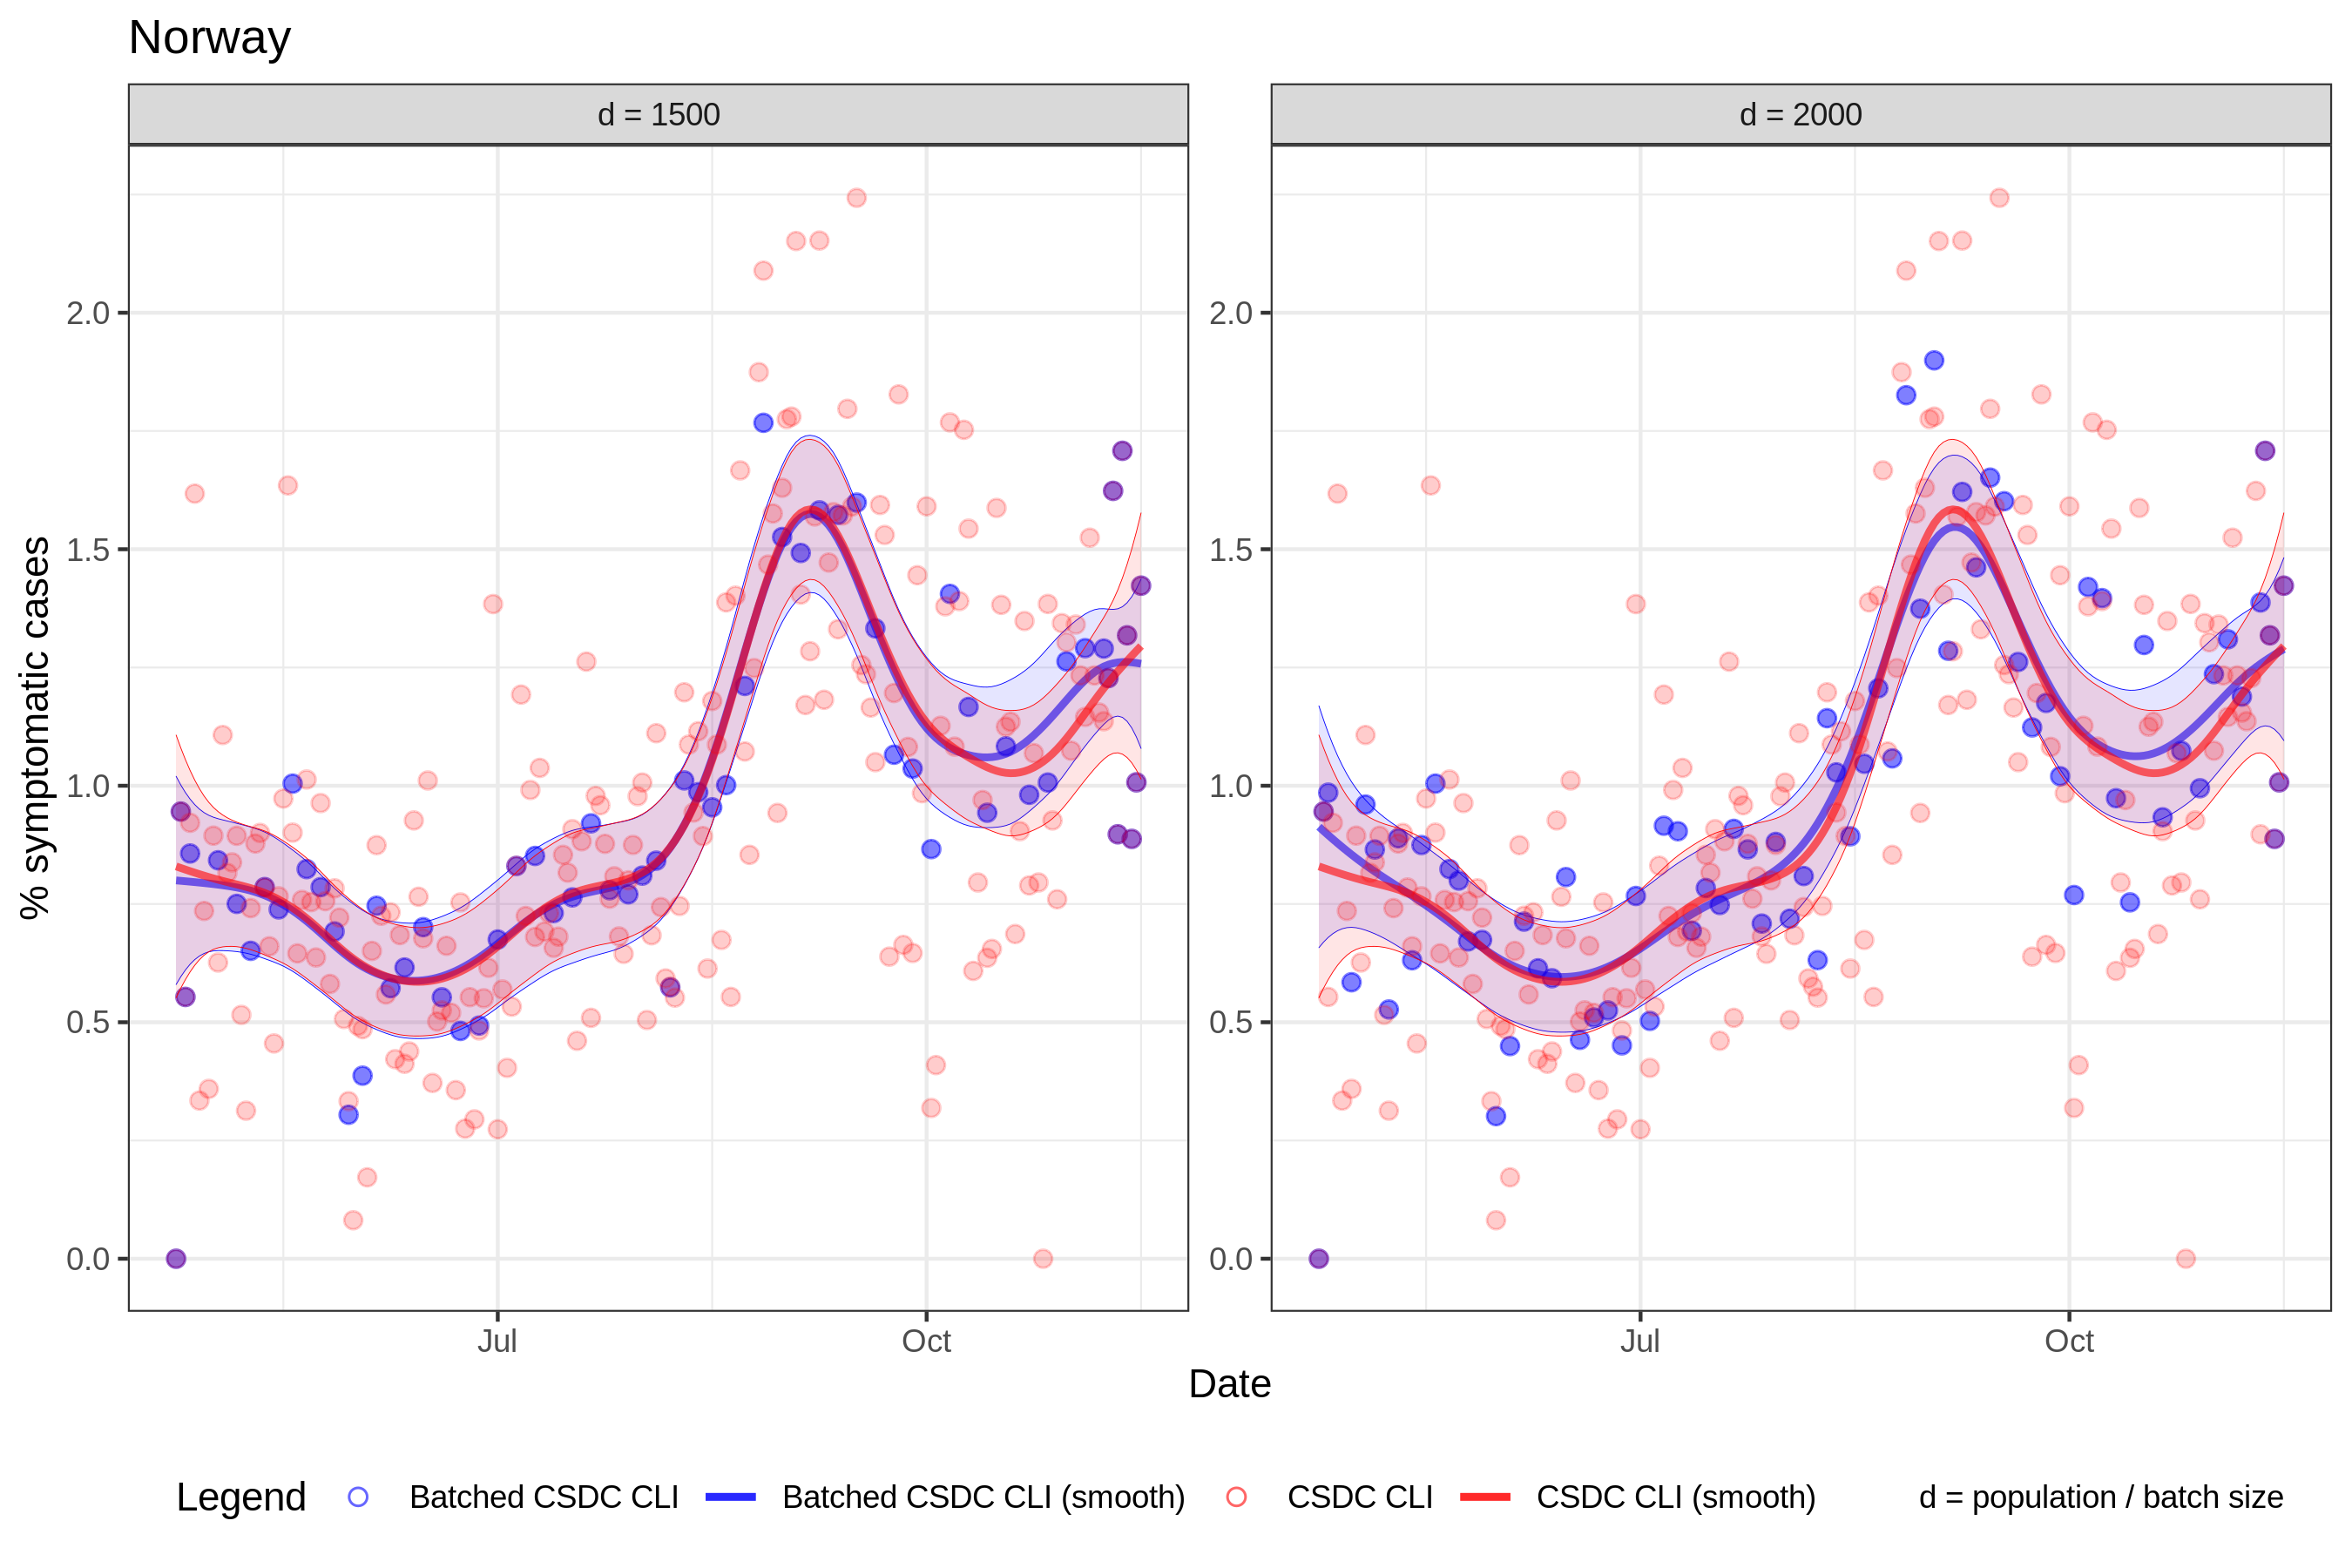 Norway
d = 1500
d = 2000
% symptomatic cases
2.0
1.5
1.0
0.5
0.0
2.0
1.5
1.0
0.5
0.0
Jul
Oct
Jul
Oct
Date
Legend
Batched CSDC CLI
Batched CSDC CLI (smooth)
CSDC CLI
CSDC CLI (smooth)
d = population / batch size